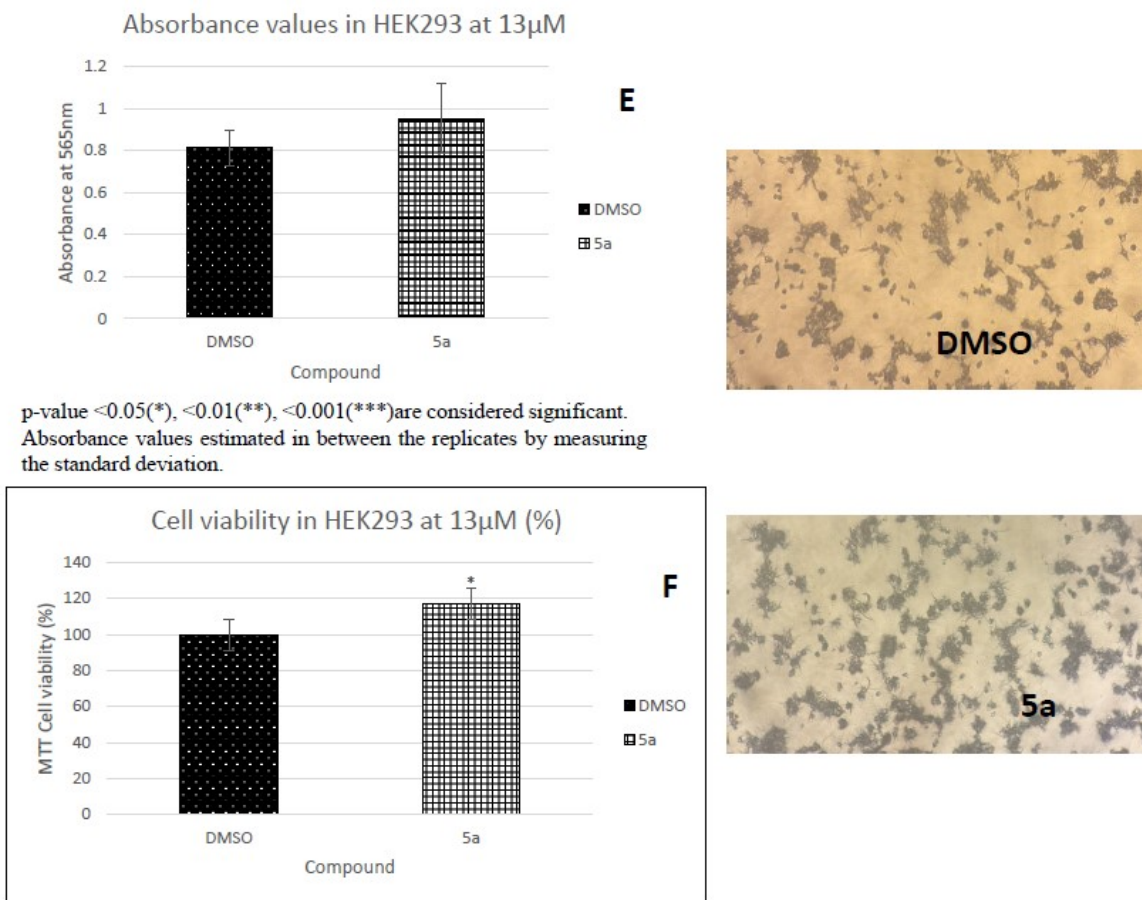 Absorbance values in HEK293 at 13µM
1.2
1
0.8
0.6
0.4
0.2
0
Absorbance at 565nm
DMSO
5a
Compound
DMSO
5a
E
p-value <0.05(*), <0.01(**), <0.001(***)are considered significant.
Absorbance values estimated in between the replicates by measuring
the standard deviation.
DMSO
Cell viability in HEK293 at 13µM (%)
140
120
100
80
60
40
20
0
MTT Cell viability (%)
*
DMSO
5a
Compound
DMSO
5a
F
5a